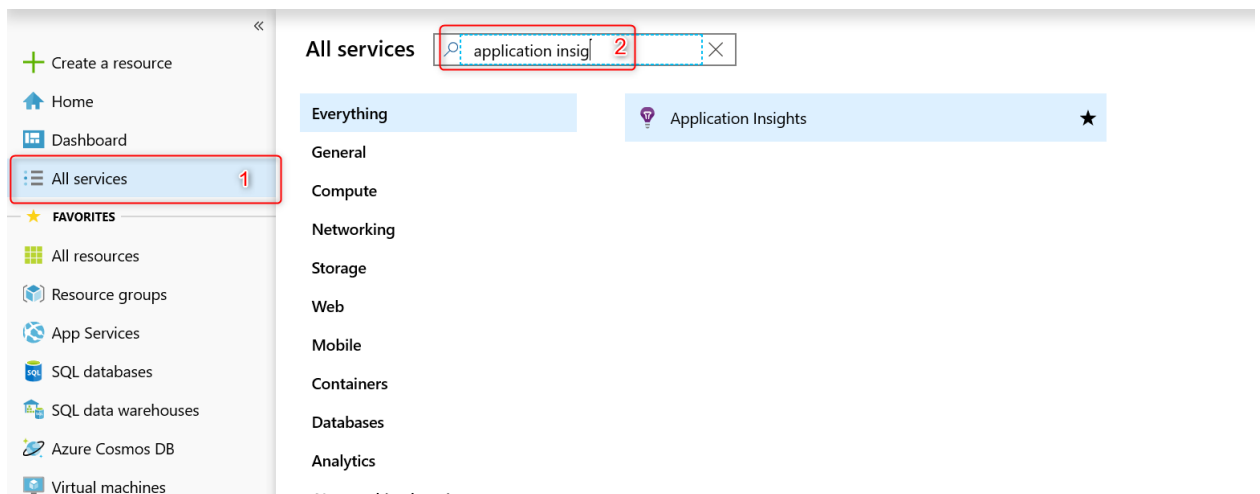 «
Create a resource
Home
Dashboard
All services 1
FAVORITES
All resources
Resource groups
App Services
SQL databases
SQL data warehouses
Azure Cosmos DB
Virtual machines
All services application insig 2
Everything
General
Compute
Networking
Storage
Web
Mobile
Containers
Databases
Analytics
Application Insights